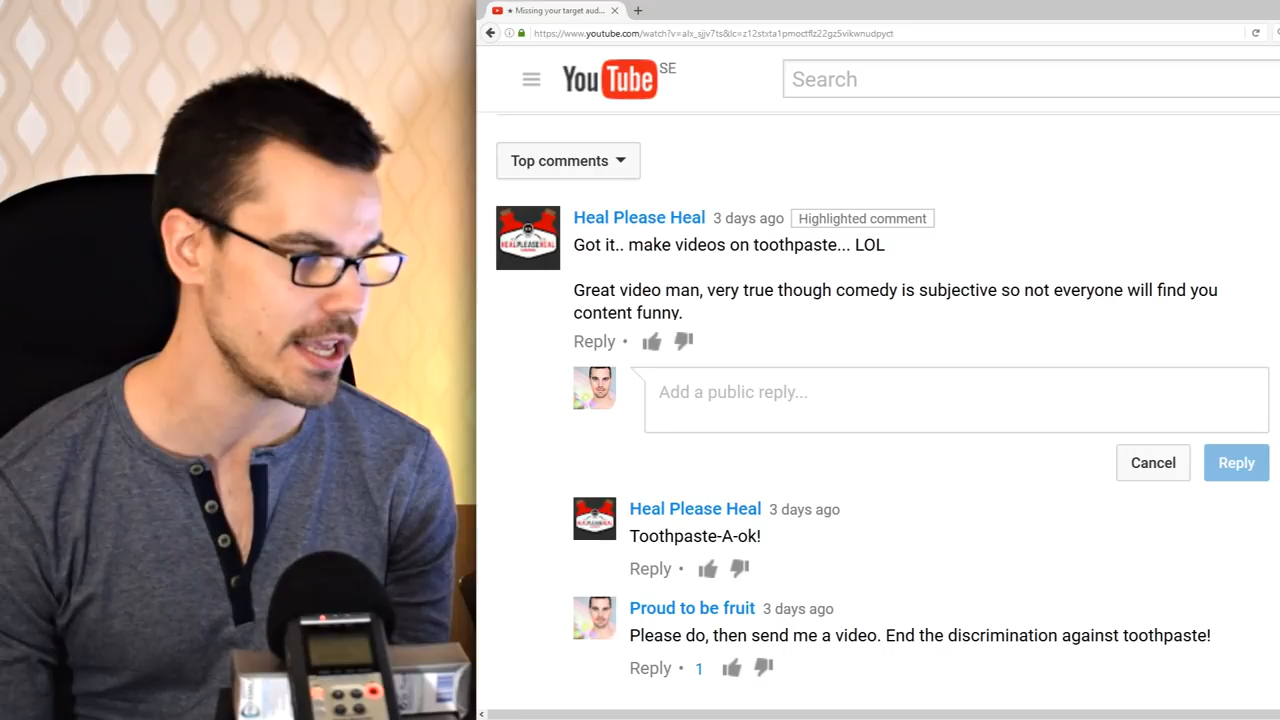 ★ Missing your target aud...
https://www.youtube.com/watch?v=alx_sjjv7ts&lc=z12stxta1pmoctflz22gz5vikwnudpyct
YouTube SE
Search
Top comments
Heal Please Heal 3 days ago Highlighted comment
Got it.. make videos on toothpaste... LOL
Great video man, very true though comedy is subjective so not everyone will find you
content funny.
Reply
Add a public reply...
Cancel Reply
HEALPLEASEHEAL
Heal Please Heal 3 days ago
Toothpaste-A-ok!
Reply
Proud to be fruit 3 days ago
Please do, then send me a video. End the discrimination against toothpaste!
Reply 1